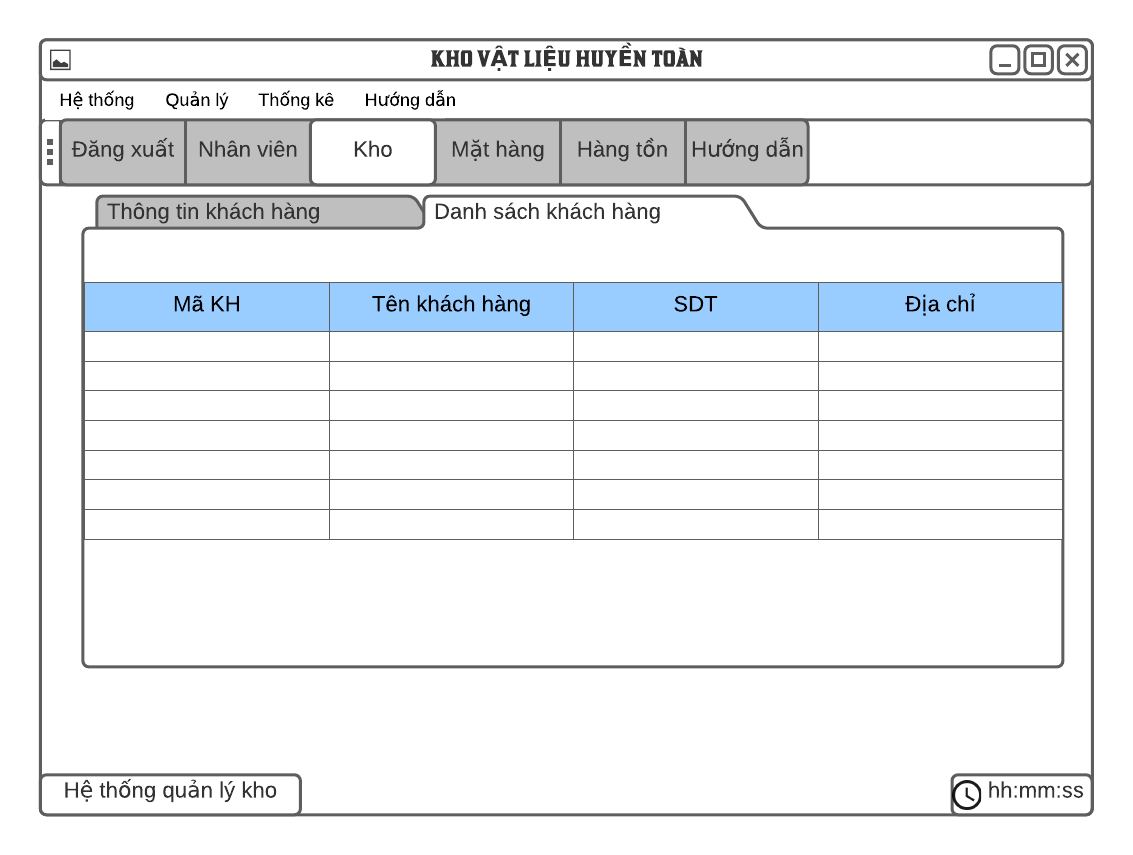 KHO VẬT LIỆU HUYỀN TOÀN
Hệ thống Quản lý Thống kê Hướng dẫn
Đăng xuất Nhân viên Kho Mặt hàng Hàng tồn Hướng dẫn
Thông tin khách hàng Danh sách khách hàng
Mã KH Tên khách hàng SDT Địa chỉ
Hệ thống quản lý kho hh:mm:ss